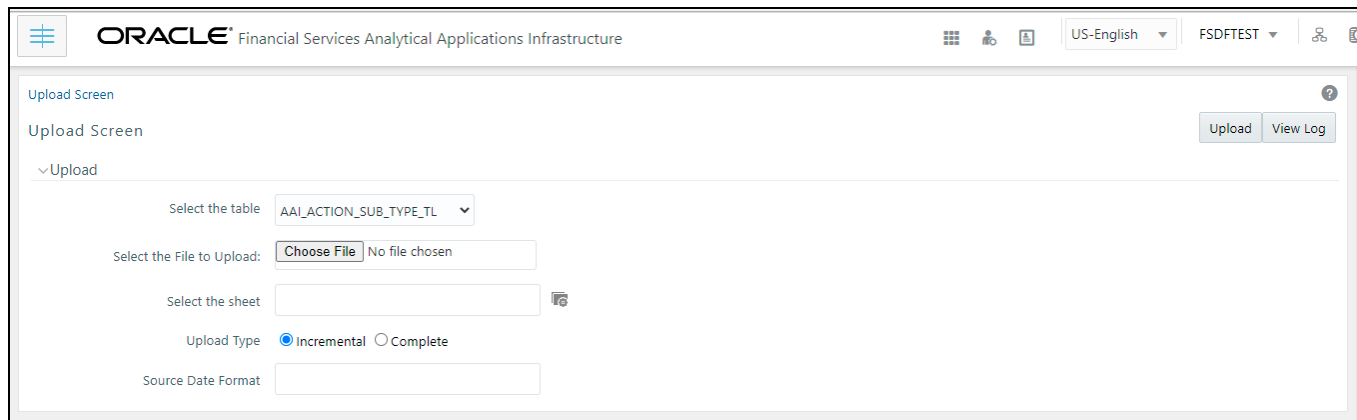 ORACLE® Financial Services Analytical Applications Infrastructure
US-English
FSDFTEST
Upload Screen
Upload Screen
Upload View Log
Upload
Select the table AAI_ACTION_SUB_TYPE_TL
Select the File to Upload: Choose File No file chosen
Select the sheet
Upload Type Incremental Complete
Source Date Format